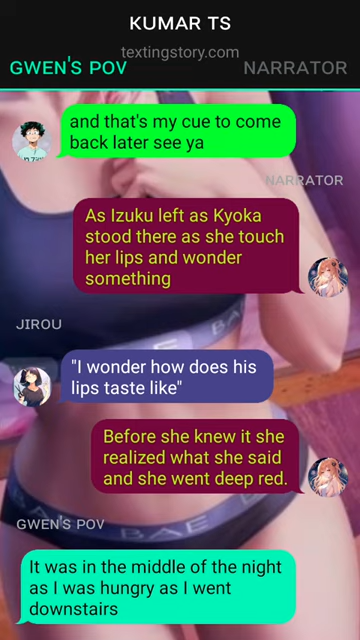 KUMAR TS
textingstory.com
GWEN'S POV
NARRATOR
and that's my cue to come
back later see ya
NARRATOR
As Izuku left as Kyoka
stood there as she touch
her lips and wonder
something
JIROU
"I wonder how does his
lips taste like"
Before she knew it she
realized what she said
and she went deep red.
GWEN'S POV
It was in the middle of the night
as I was hungry as I went
downstairs